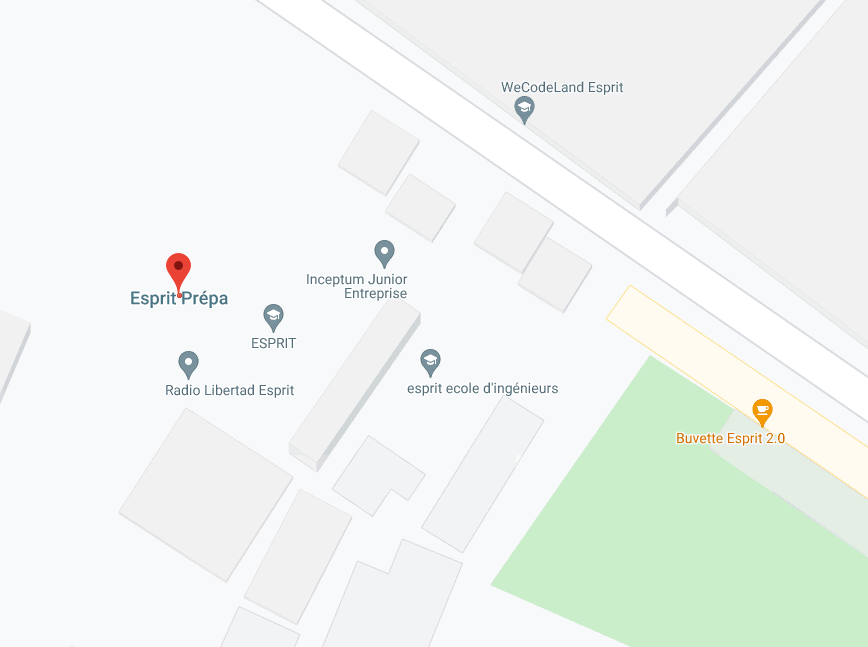 WeCodeLand Esprit
Inceptum Junior
Entreprise
Esprit Prépa
ESPRIT
Radio Libertad Esprit
esprit ecole d'ingénieurs
Buvette Esprit 2.0